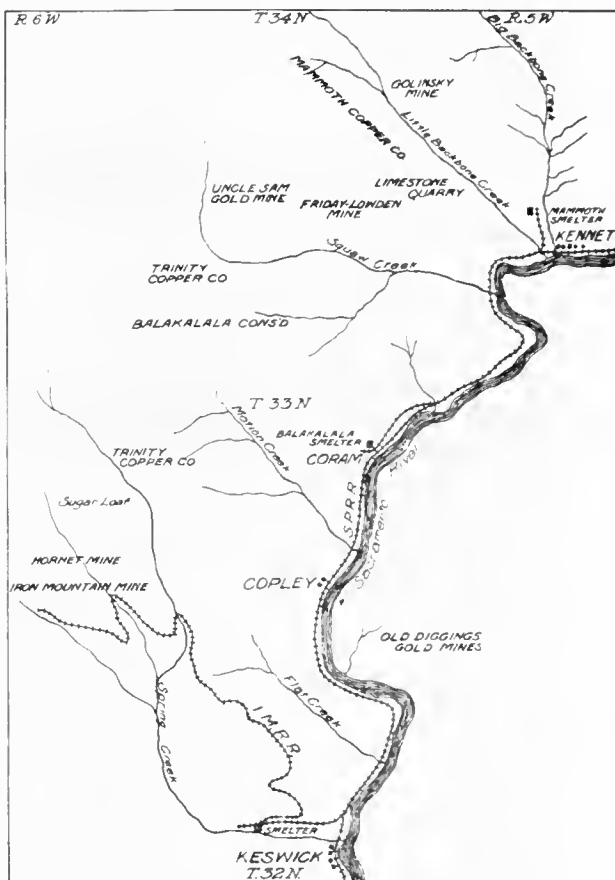 R 6 W T 34 N R. 5 W
Big Backbone Creek
MAMMOTH COPPER CO.
GOLINSKY
MINE
Little Backbone Creek
LIMESTONE
QUARRY
UNCLE SAM
GOLD MINE
FRIDAY-LOWDEN
MINE
MAMMOTH
SMELTER
KENNET
Squaw Creek
TRINITY
COPPER CO
BALAKALALA CONS'D
T 33 N
Motion Creek
BALAKALALA
SMELTER
CORAM
TRINITY
COPPER CO
S.P.R.R.
Sacramento River
Sugar Loaf
HORNET MINE
IRON MOUNTAIN MINE
COPLEY
OLD DIGGINGS
GOLD MINES
Flat Creek
I.M.R.R.
Spring Creek
SMELTER
KESWICK
T. 32 N.